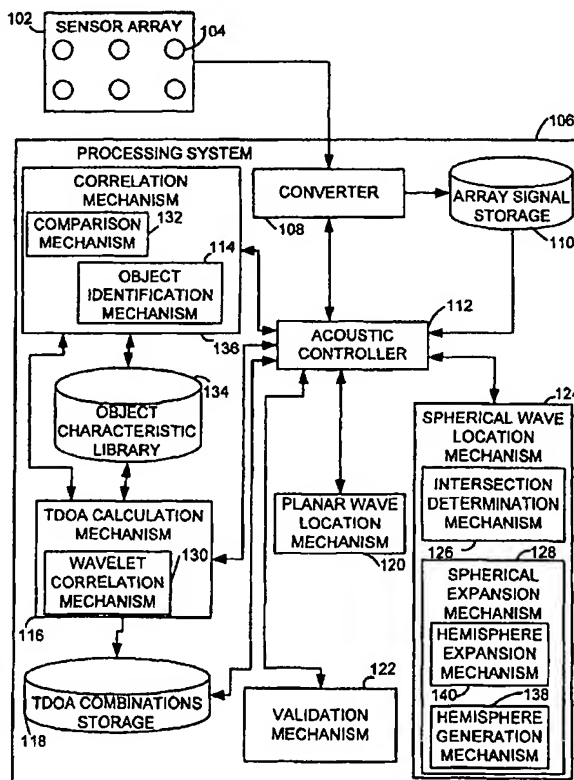 102
SENSOR ARRAY
104
106
PROCESSING SYSTEM
CORRELATION
MECHANISM
132
COMPARISON
MECHANISM
114
OBJECT
IDENTIFICATION
MECHANISM
136
CONVERTER
108
ARRAY SIGNAL
STORAGE
110
112
ACOUSTIC
CONTROLLER
134
OBJECT
CHARACTERISTIC
LIBRARY
TDOA CALCULATION
MECHANISM
130
WAVELET
CORRELATION
MECHANISM
116
TDOA COMBINATIONS
STORAGE
118
PLANAR WAVE
LOCATION
MECHANISM
120
122
VALIDATION
MECHANISM
124
SPHERICAL WAVE
LOCATION
MECHANISM
INTERSECTION
DETERMINATION
MECHANISM
126
128
SPHERICAL
EXPANSION
MECHANISM
HEMISPHERE
EXPANSION
MECHANISM
140
138
HEMISPHERE
GENERATION
MECHANISM